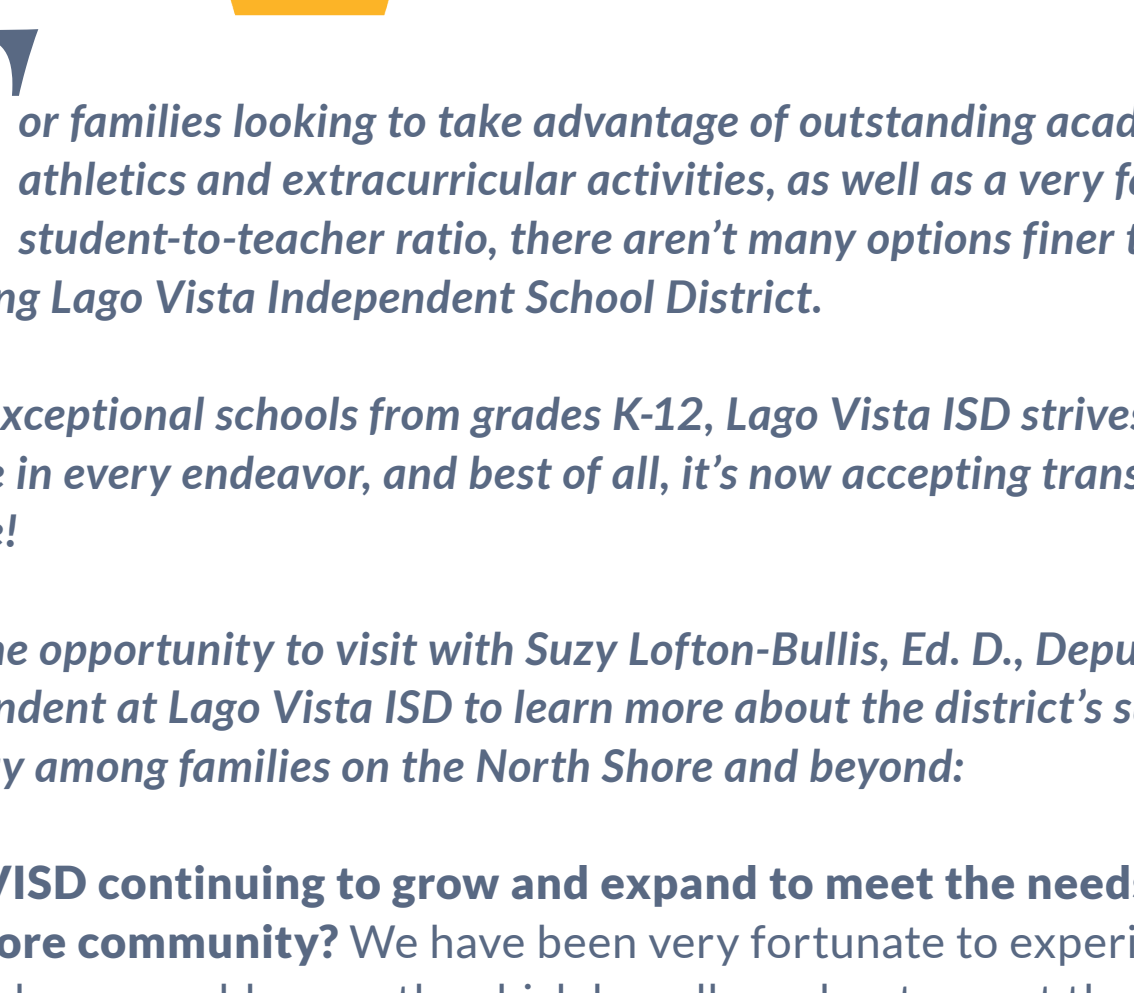 or families looking to take advantage of outstanding acad
athletics and extracurricular activities, as well as a very f
student-to-teacher ratio, there aren’t many options finer t
ng Lago Vista Independent School District.
xceptional schools from grades K-12, Lago Vista ISD strives
e in every endeavor, and best of all, it’s now accepting trans
e!
he opportunity to visit with Suzy Lofton-Bullis, Ed. D., Depu
ndent at Lago Vista ISD to learn more about the district’s s
y among families on the North Shore and beyond:
VISD continuing to grow and expand to meet the needs
ore community? We have been very fortunate to experi